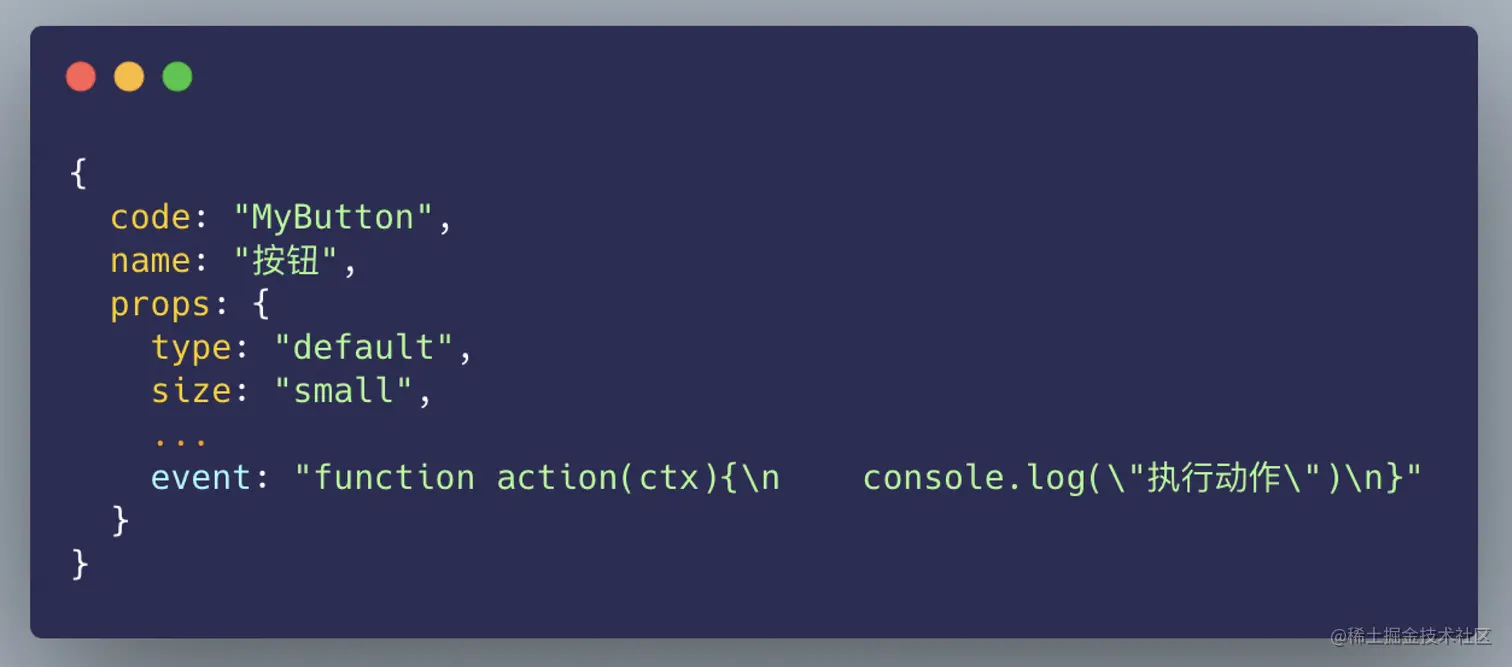 {
  code: "MyButton",
  name: "按钮",
  props: {
    type: "default",
    size: "small",
    ...
    event: "function action(ctx){\n    console.log(\"执行动作\")\n}"
  }
}
@稀土掘金技术社区